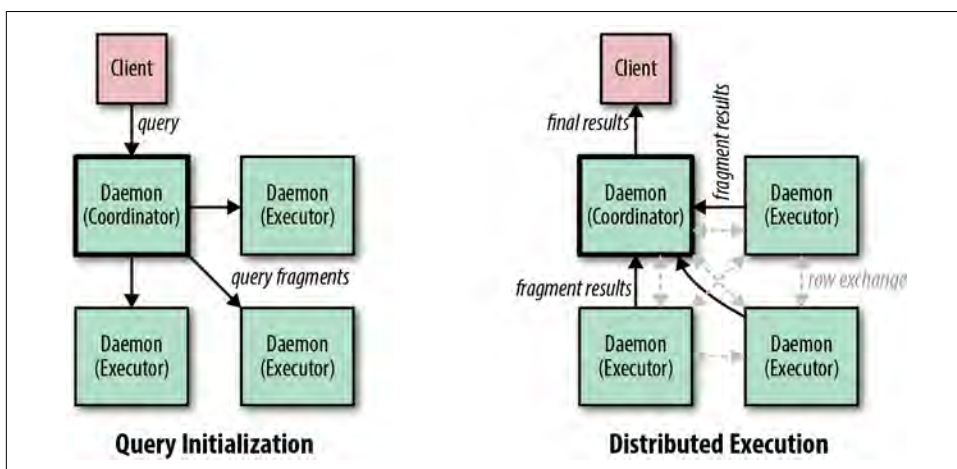 Client
query
Daemon
(Coordinator)
Daemon
(Executor)
query fragments
Daemon
(Executor)
Daemon
(Executor)
Query Initialization
Client
final results
fragment results
Daemon
(Coordinator)
Daemon
(Executor)
fragment results
row exchange
Daemon
(Executor)
Daemon
(Executor)
Distributed Execution